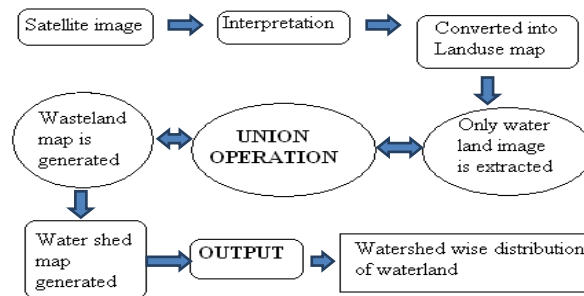 Satellite image
Interpretation
Converted into
Landuse map
Wasteland
map is
generated
UNION
OPERATION
Only water
land image
is extracted
Water shed
map
generated
OUTPUT
Watershed wise distribution
of waterland